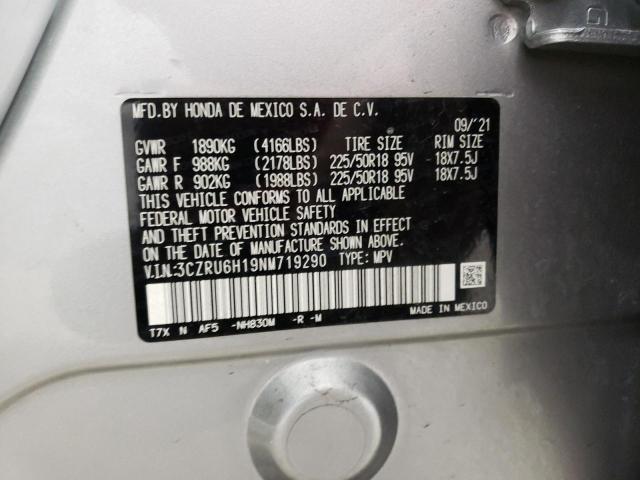 MFD.BY HONDA DE MEXICO S.A. DE C.V.
09/'21
GVWR 1890KG (4166LBS) TIRE SIZE RIM SIZE
GAWR F 988KG (2178LBS) 225/50R18 95V 18X7.5J
GAWR R 902KG (1988LBS) 225/50R18 95V 18X7.5J
THIS VEHICLE CONFORMS TO ALL APPLICABLE
FEDERAL MOTOR VEHICLE SAFETY
AND THEFT PREVENTION STANDARDS IN EFFECT
ON THE DATE OF MANUFACTURE SHOWN ABOVE.
V.I.N.:3CZRU6H19NM719290 TYPE: MPV
T7X N AF5 -NH830M -R -M
MADE IN MEXICO